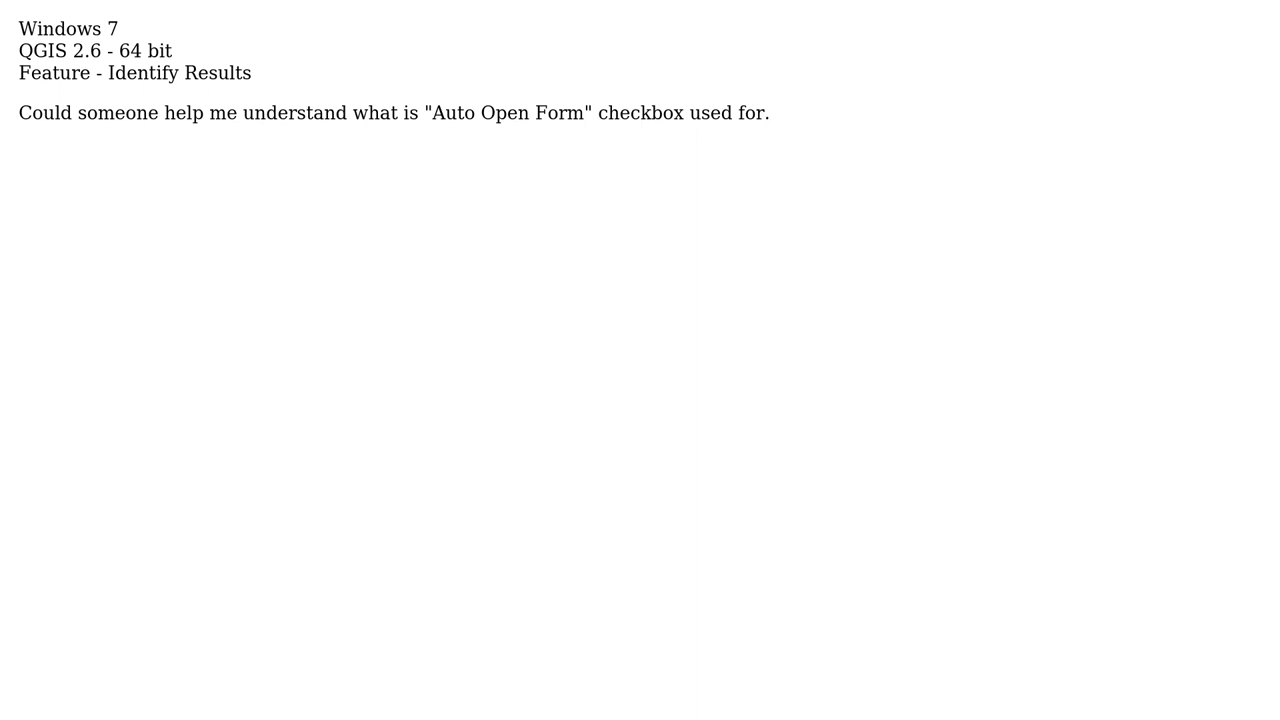 Windows 7
QGIS 2.6 - 64 bit
Feature - Identify Results
Could someone help me understand what is "Auto Open Form" checkbox used for.